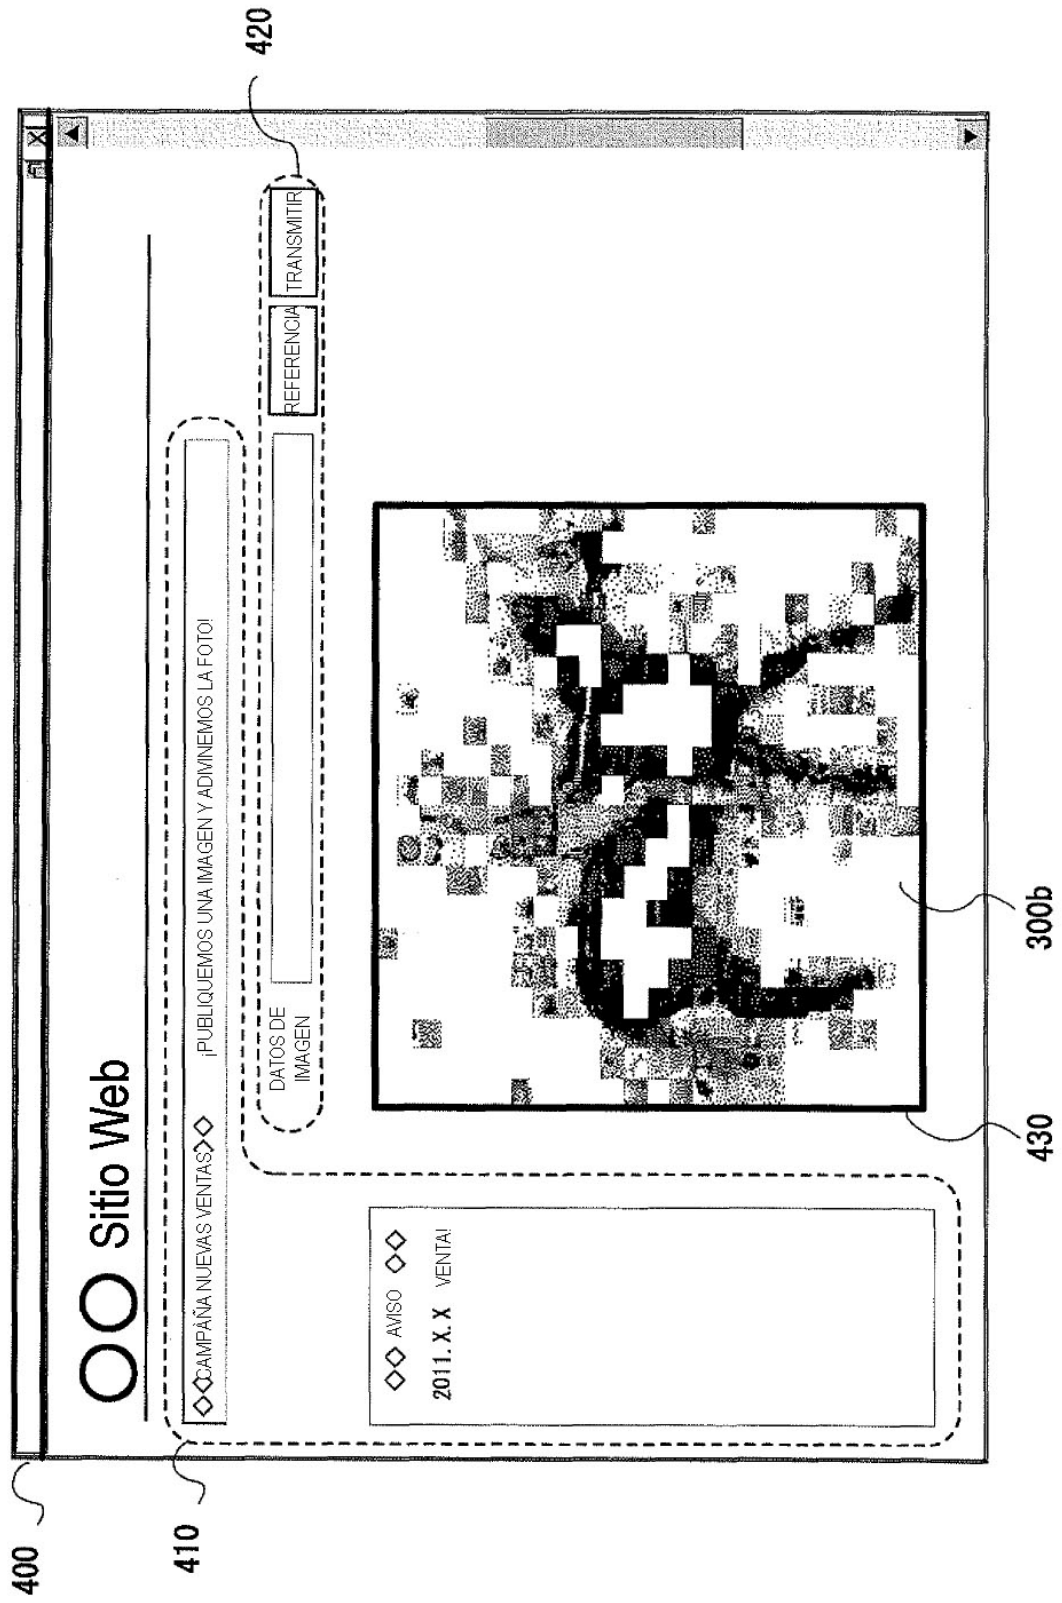 400
410
420
○○ Sitio Web
◇◇CAMPAÑA NUEVAS VENTAS◇◇ ¡PUBLIQUEMOS UNA IMAGEN Y ADIVINEMOS LA FOTO!
DATOS DE
IMAGEN
REFERENCIA
TRANSMITIR
◇◇ AVISO ◇◇
2011. X. X VENTA!
430
300b